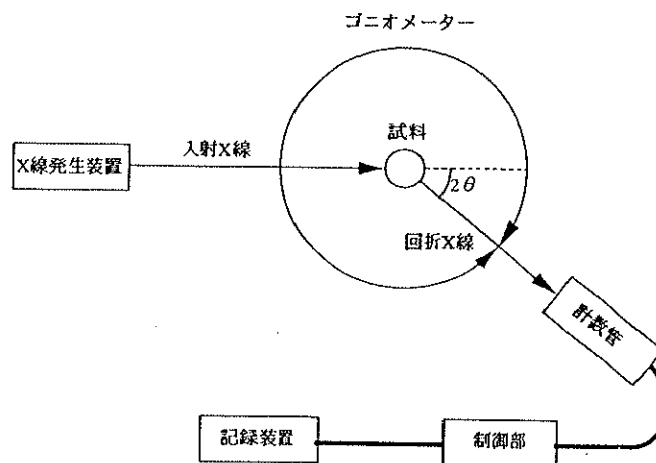 ゴニオメーター
試料
X線発生装置
入射X線
2θ
回折X線
計数管
記録装置
制御部